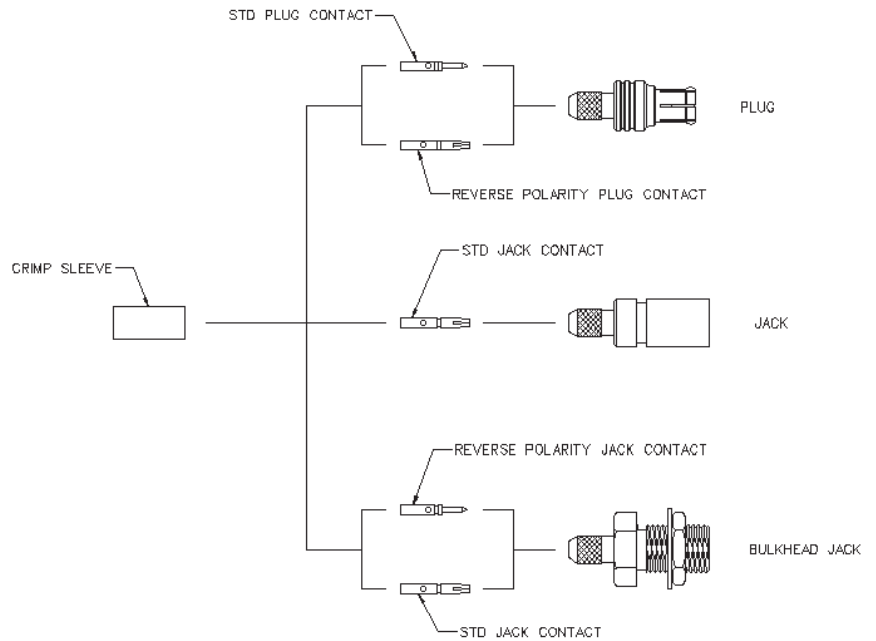 STD PLUG CONTACT
PLUG
REVERSE POLARITY PLUG CONTACT
STD JACK CONTACT
CRIMP SLEEVE
JACK
REVERSE POLARITY JACK CONTACT
BULKHEAD JACK
STD JACK CONTACT